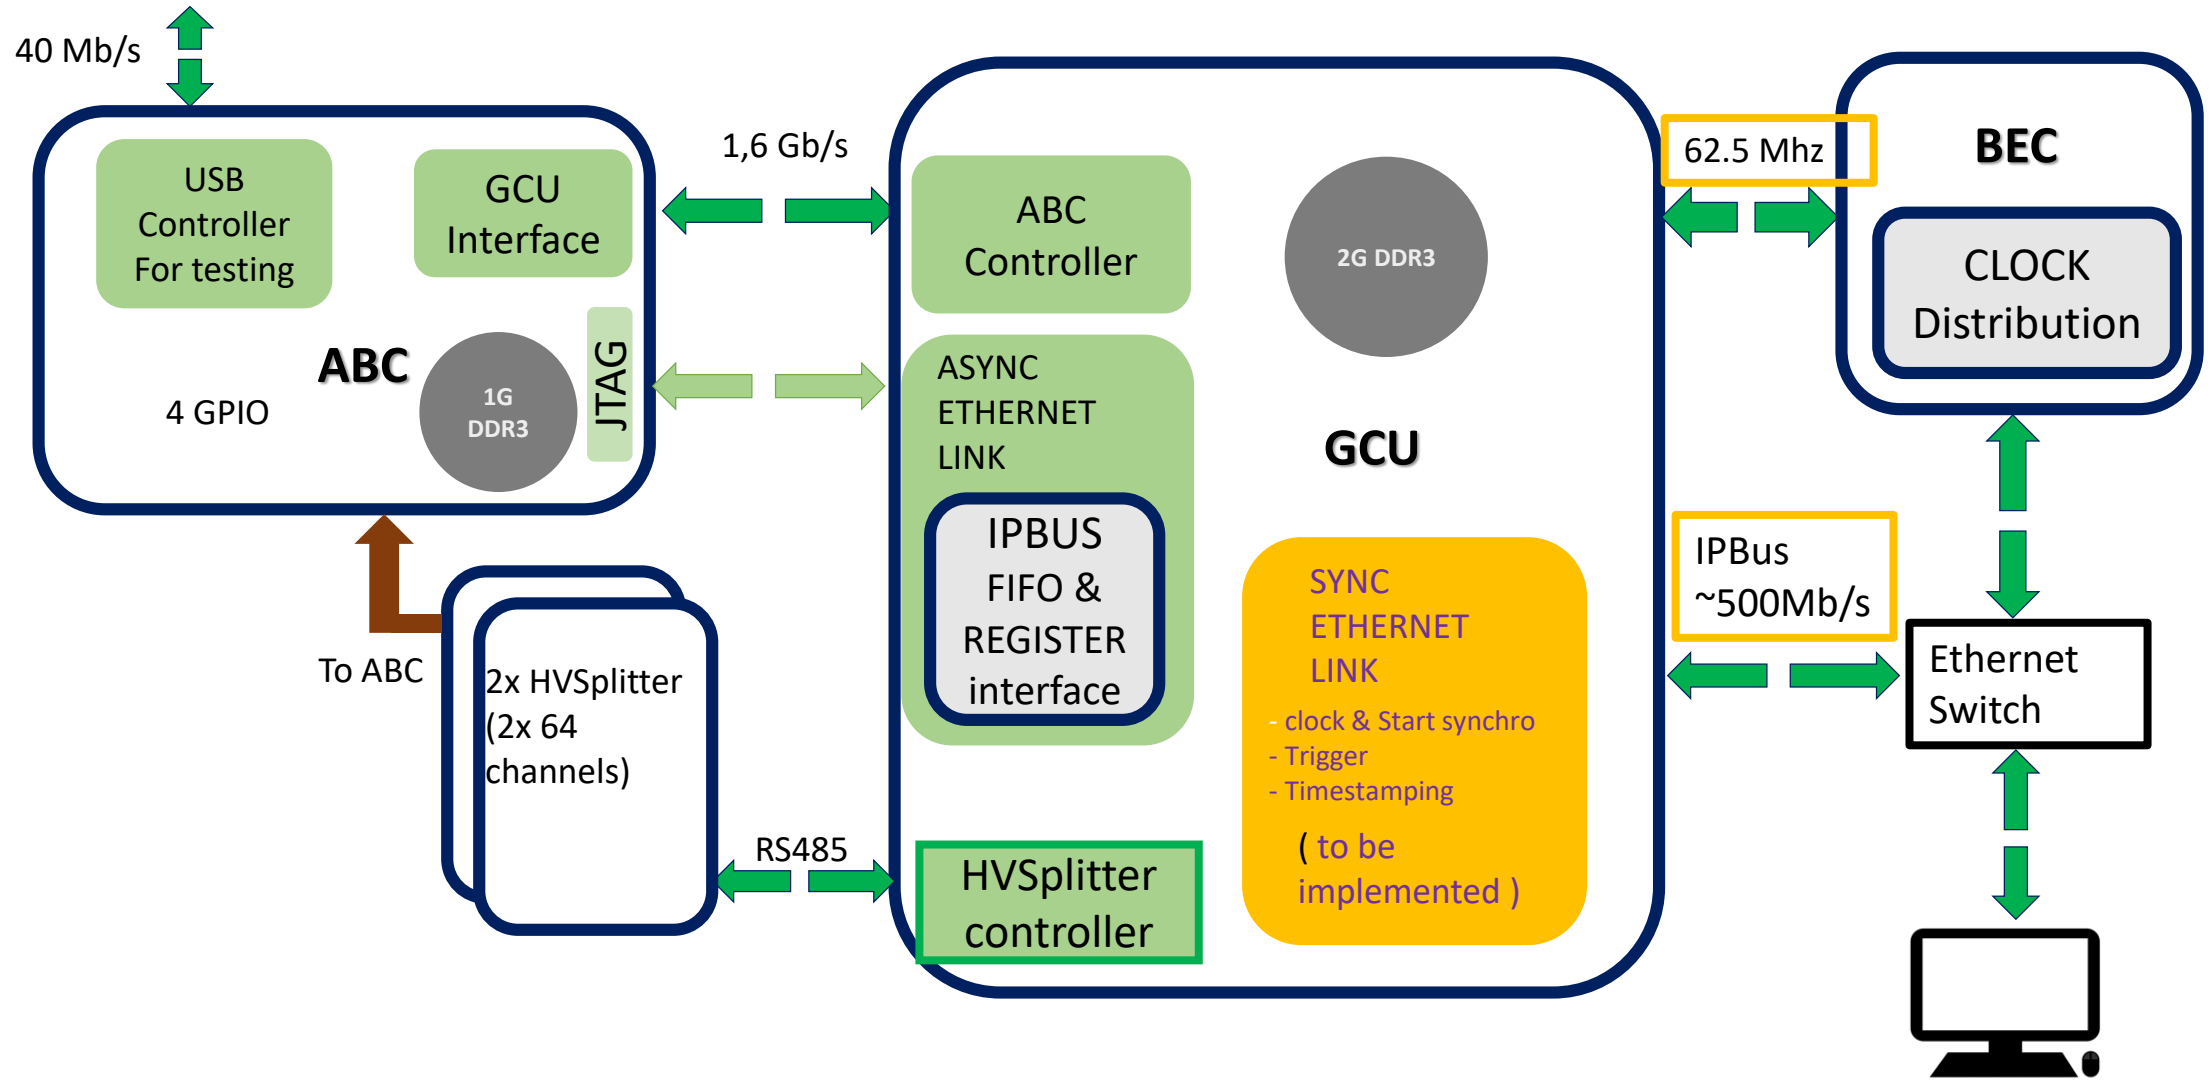 40 Mb/s
USB
Controller
For testing
GCU
Interface
ABC
4 GPIO
1G
DDR3
JTAG
1,6 Gb/s
To ABC
2x HVSplitter
(2x 64
channels)
RS485
ABC
Controller
2G DDR3
ASYNC
ETHERNET
LINK
IPBUS
FIFO &
REGISTER
interface
GCU
SYNC
ETHERNET
LINK
- clock & Start synchro
- Trigger
- Timestamping
( to be
implemented )
HVSplitter
controller
62.5 Mhz
BEC
CLOCK
Distribution
IPBus
~500Mb/s
Ethernet
Switch